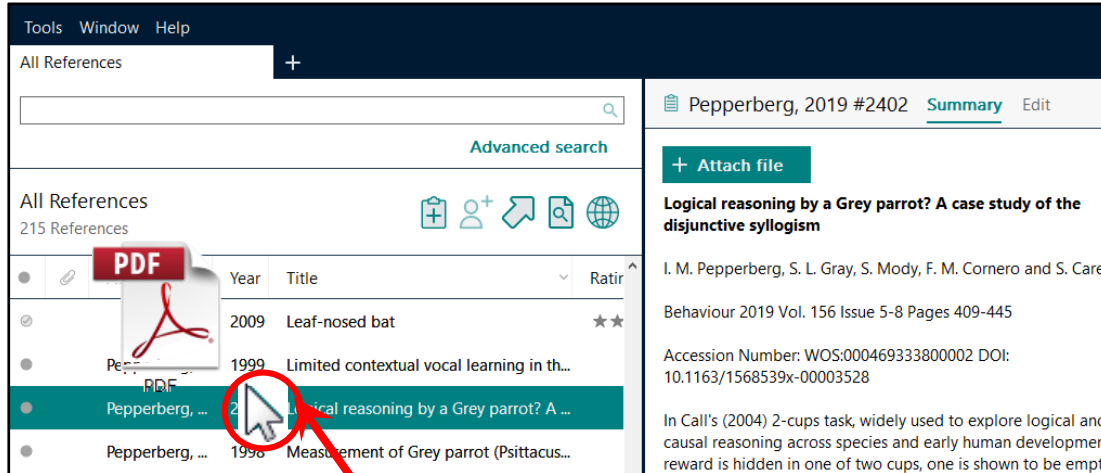 Tools Window Help
All References
Advanced search
All References
215 References
Year Title Ratin
2009 Leaf-nosed bat
1999 Limited contextual vocal learning in th...
Pepperberg, ... Logical reasoning by a Grey parrot? A ...
Pepperberg, ... 1998 Measurement of Grey parrot (Psittacus...
PDF
PDF
Pepperberg, 2019 #2402 Summary Edit
+ Attach file
Logical reasoning by a Grey parrot? A case study of the
disjunctive syllogism
I. M. Pepperberg, S. L. Gray, S. Mody, F. M. Cornero and S. Care
Behaviour 2019 Vol. 156 Issue 5-8 Pages 409-445
Accession Number: WOS:000469333800002 DOI:
10.1163/1568539x-00003528
In Call's (2004) 2-cups task, widely used to explore logical and
causal reasoning across species and early human developmen
reward is hidden in one of two cups, one is shown to be empt